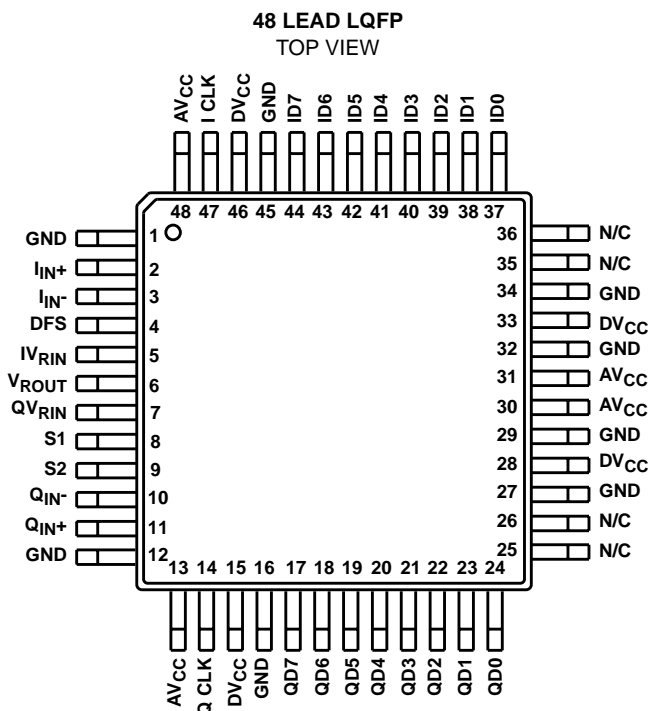 48 LEAD LQFP
TOP VIEW
AVCC
I CLK
DVCC
GND
ID7
ID6
ID5
ID4
ID3
ID2
ID1
ID0
48 47 46 45 44 43 42 41 40 39 38 37
GND 1
IIN+ 2
IIN- 3
DFS 4
IVRIN 5
VROUT 6
QVRIN 7
S1 8
S2 9
QIN- 10
QIN+ 11
GND 12
36 N/C
35 N/C
34 GND
33 DVCC
32 GND
31 AVCC
30 AVCC
29 GND
28 DVCC
27 GND
26 N/C
25 N/C
13 14 15 16 17 18 19 20 21 22 23 24
AVCC
Q CLK
DVCC
GND
QD7
QD6
QD5
QD4
QD3
QD2
QD1
QD0